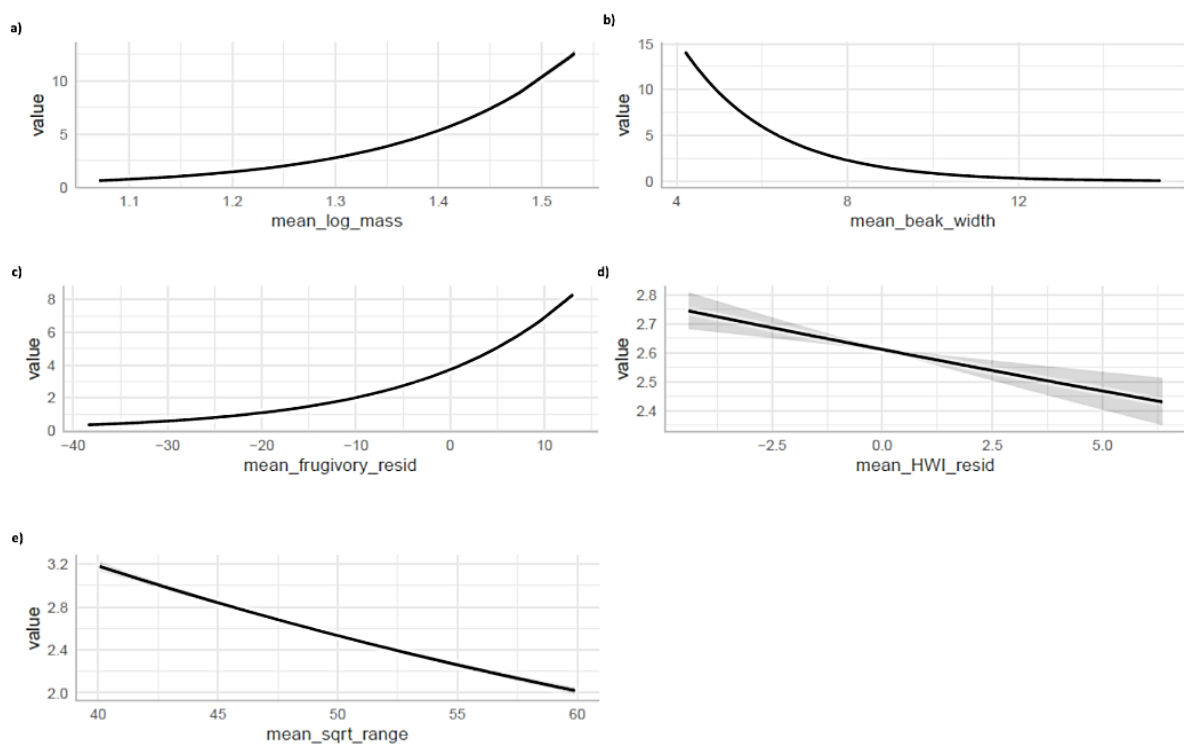 a)
value
10
5
0
1.1 1.2 1.3 1.4 1.5
mean_log_mass
b)
value
15
10
5
0
4 8 12
mean_beak_width
c)
value
8
6
4
2
0
−40 −30 −20 −10 0 10
mean_frugivory_resid
d)
value
2.8
2.7
2.6
2.5
2.4
−2.5 0.0 2.5 5.0
mean_HWI_resid
e)
value
3.2
2.8
2.4
2.0
40 45 50 55 60
mean_sqrt_range